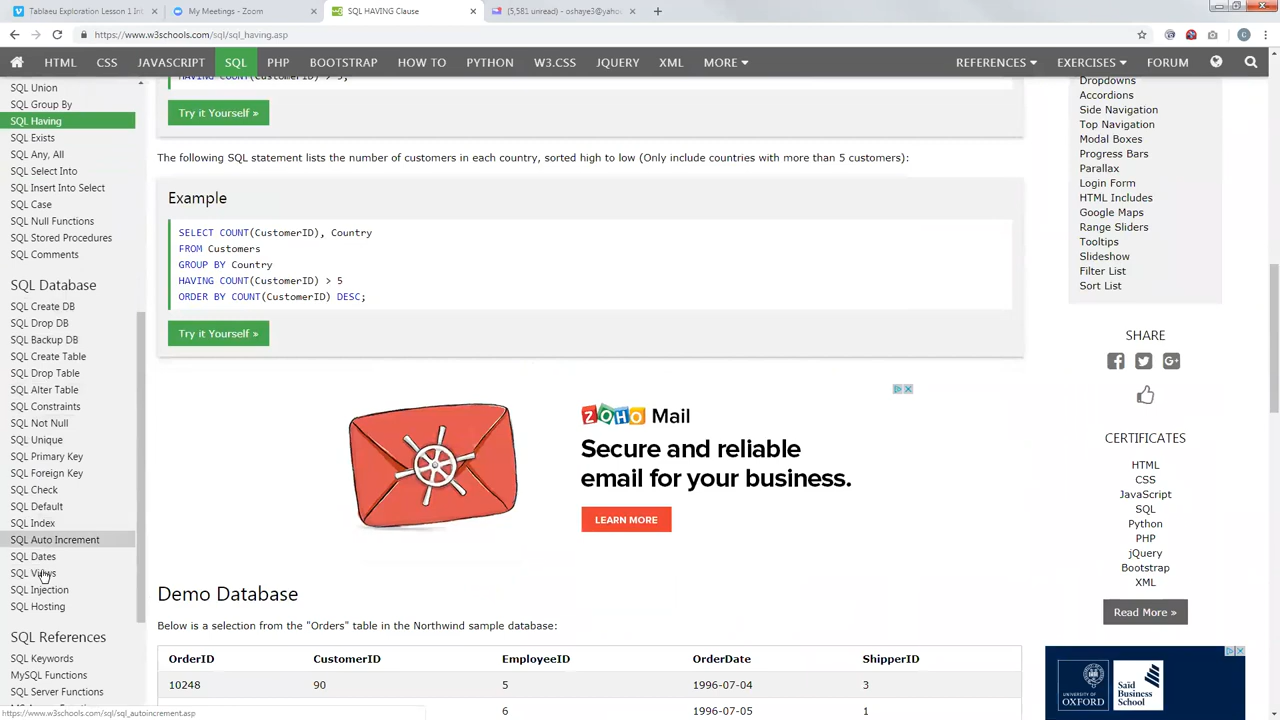 Tablaeu Exploration Lesson 1 In
My Meetings - Zoom
SQL HAVING Clause
(5,581 unread) - oshaye3@yaho
https://www.w3schools.com/sql/sql_having.asp
HTML CSS JAVASCRIPT SQL PHP BOOTSTRAP HOW TO PYTHON W3.CSS JQUERY XML MORE REFERENCES EXERCISES FORUM
SQL Union
SQL Group By
SQL Having
SQL Exists
SQL Any, All
SQL Select Into
SQL Insert Into Select
SQL Case
SQL Null Functions
SQL Stored Procedures
SQL Comments
SQL Database
SQL Create DB
SQL Drop DB
SQL Backup DB
SQL Create Table
SQL Drop Table
SQL Alter Table
SQL Constraints
SQL Not Null
SQL Unique
SQL Primary Key
SQL Foreign Key
SQL Check
SQL Default
SQL Index
SQL Auto Increment
SQL Dates
SQL Views
SQL Injection
SQL Hosting
SQL References
SQL Keywords
MySQL Functions
SQL Server Functions
https://www.w3schools.com/sql/sql_autoincrement.asp
HAVING COUNT(CustomerID) > 5;
Try it Yourself »
The following SQL statement lists the number of customers in each country, sorted high to low (Only include countries with more than 5 customers):
Example
SELECT COUNT(CustomerID), Country
FROM Customers
GROUP BY Country
HAVING COUNT(CustomerID) > 5
ORDER BY COUNT(CustomerID) DESC;
Try it Yourself »
ZOHO Mail
Secure and reliable
email for your business.
LEARN MORE
Demo Database
Below is a selection from the "Orders" table in the Northwind sample database:
OrderID CustomerID EmployeeID OrderDate ShipperID
10248 90 5 1996-07-04 3
6 1996-07-05 1
Dropdowns
Accordions
Side Navigation
Top Navigation
Modal Boxes
Progress Bars
Parallax
Login Form
HTML Includes
Google Maps
Range Sliders
Tooltips
Slideshow
Filter List
Sort List
SHARE
CERTIFICATES
HTML
CSS
JavaScript
SQL
Python
PHP
jQuery
Bootstrap
XML
Read More »
UNIVERSITY OF
OXFORD
Saïd
Business
School